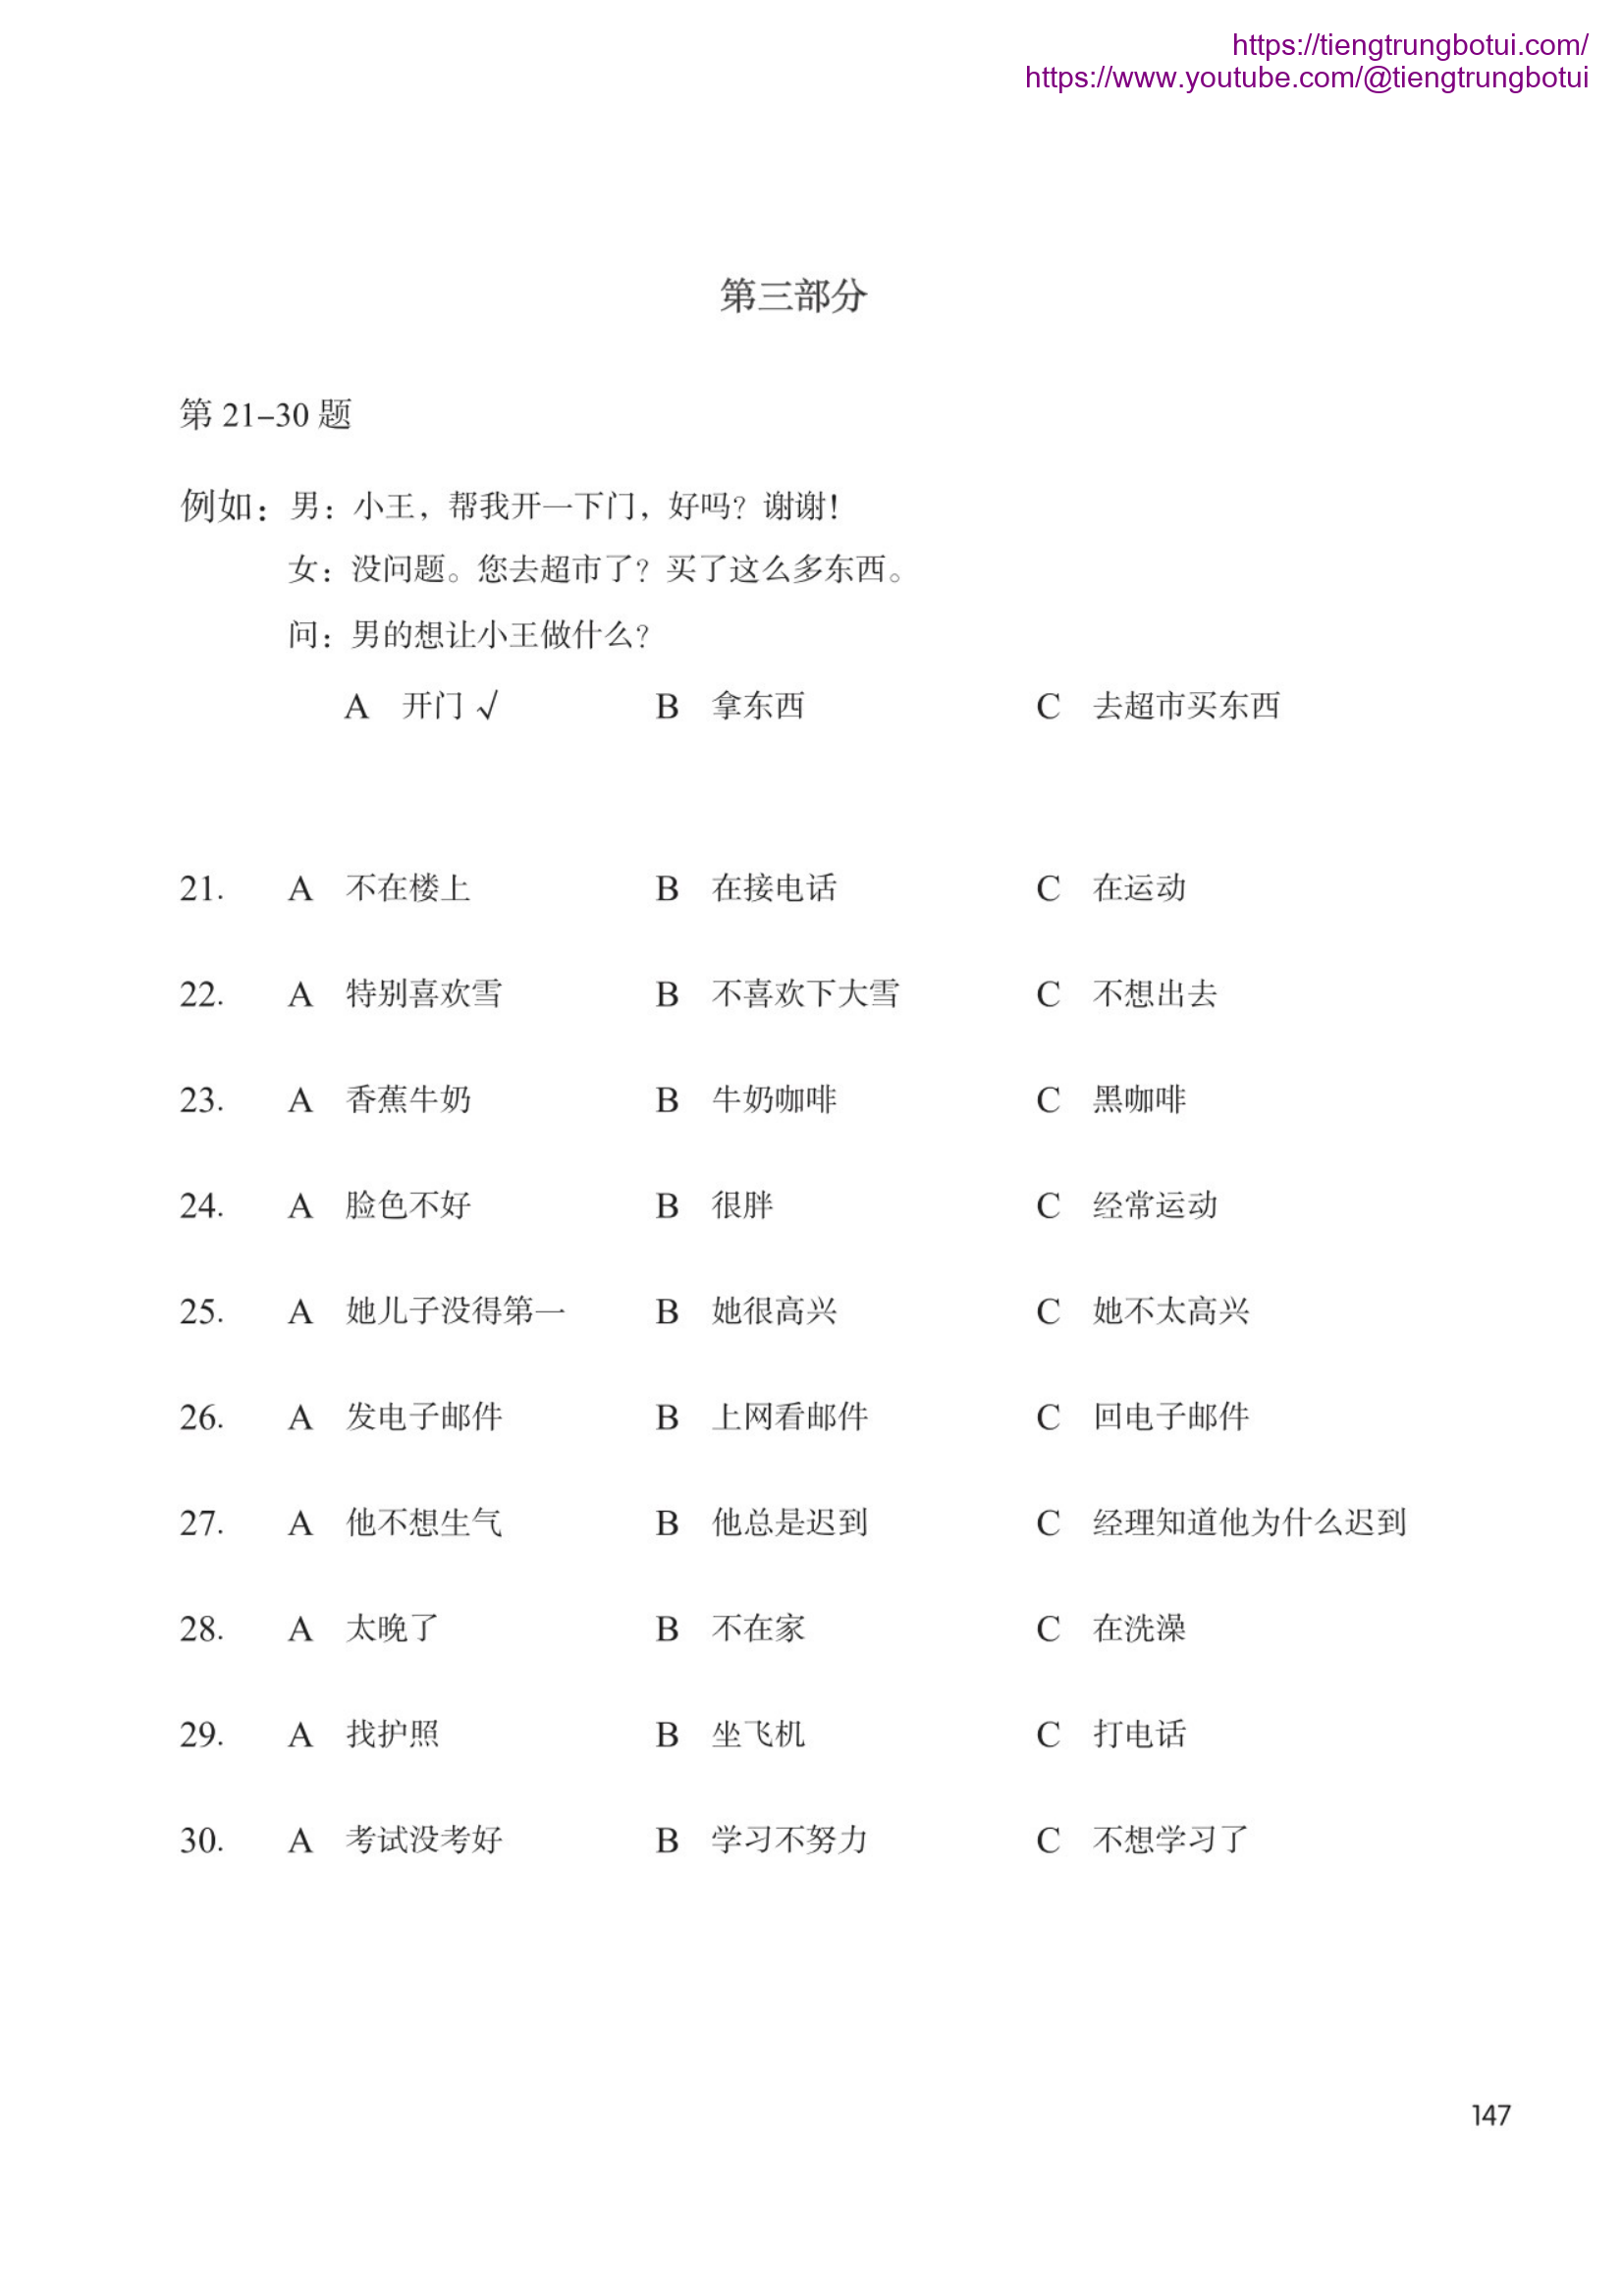 https://tiengtrungbotui.com/
https://www.youtube.com/@tiengtrungbotui
第三部分
第 21–30 题
例如：男：小王，帮我开一下门，好吗？谢谢！
女：没问题。您去超市了？买了这么多东西。
问：男的想让小王做什么？
A 开门 √ B 拿东西 C 去超市买东西
21. A 不在楼上 B 在接电话 C 在运动
22. A 特别喜欢雪 B 不喜欢下大雪 C 不想出去
23. A 香蕉牛奶 B 牛奶咖啡 C 黑咖啡
24. A 脸色不好 B 很胖 C 经常运动
25. A 她儿子没得第一 B 她很高兴 C 她不太高兴
26. A 发电子邮件 B 上网看邮件 C 回电子邮件
27. A 他不想生气 B 他总是迟到 C 经理知道他为什么迟到
28. A 太晚了 B 不在家 C 在洗澡
29. A 找护照 B 坐飞机 C 打电话
30. A 考试没考好 B 学习不努力 C 不想学习了
147